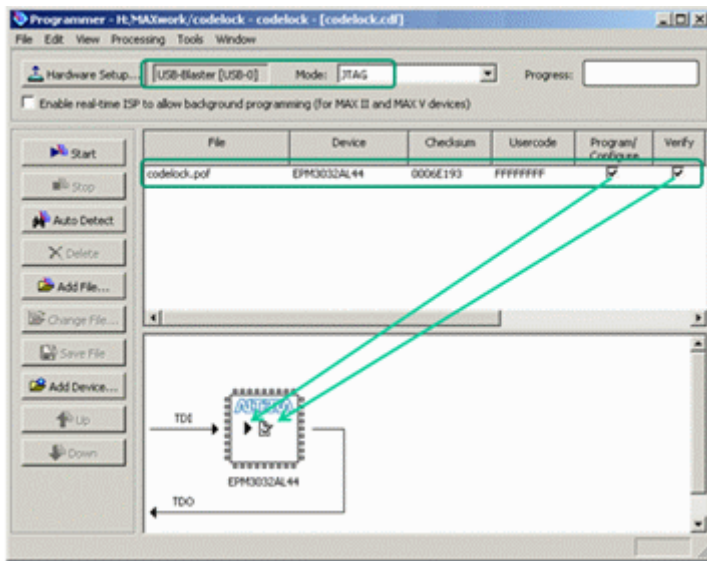 Programmer - H:/MAXwork/codelock - codelock - [codelock.cdf]
File Edit View Processing Tools Window
Hardware Setup... USB-Blaster [USB-0] Mode: JTAG Progress:
Enable real-time ISP to allow background programming (for MAX II and MAX V devices)
File Device Checksum Usercode Program/ Configure Verify
codelock.pof EPM3032AL44 0006E193 FFFFFFFF
Start
Stop
Auto Detect
Delete
Add File...
Change File...
Save File
Add Device...
Up
Down
ALTERA
TDI
EPM3032AL44
TDO